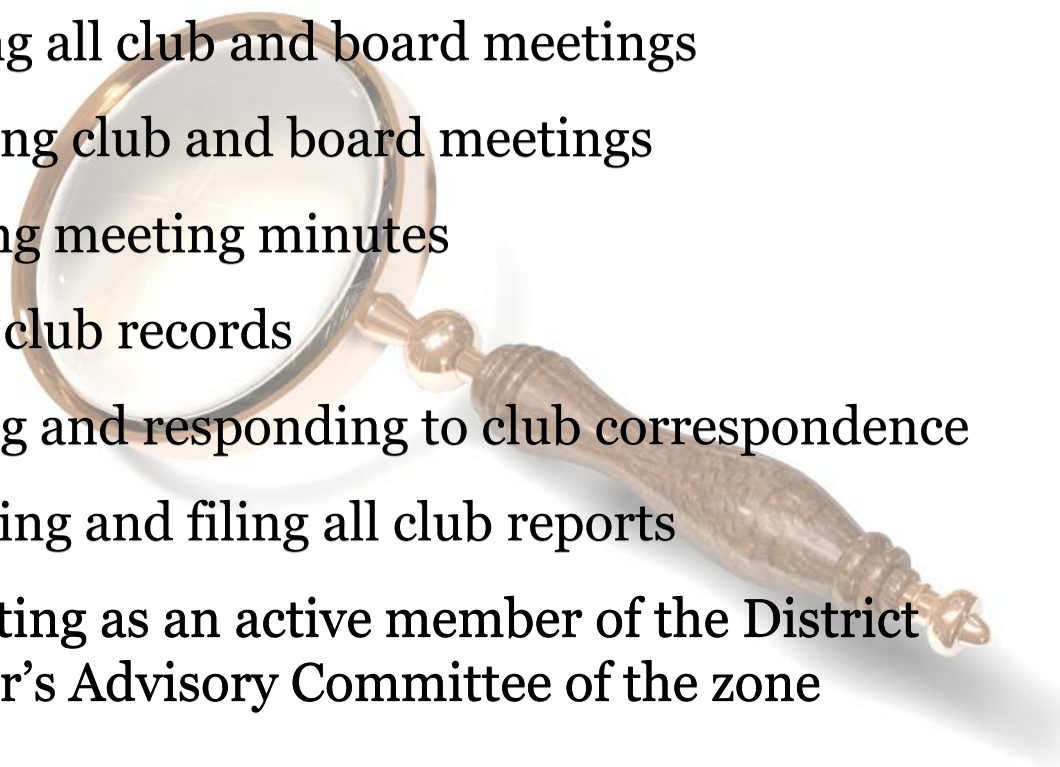 ng all club and board meetings
ing club and board meetings
ng meeting minutes
club records
g and responding to club correspondence
ing and filing all club reports
ting as an active member of the District
r’s Advisory Committee of the zone